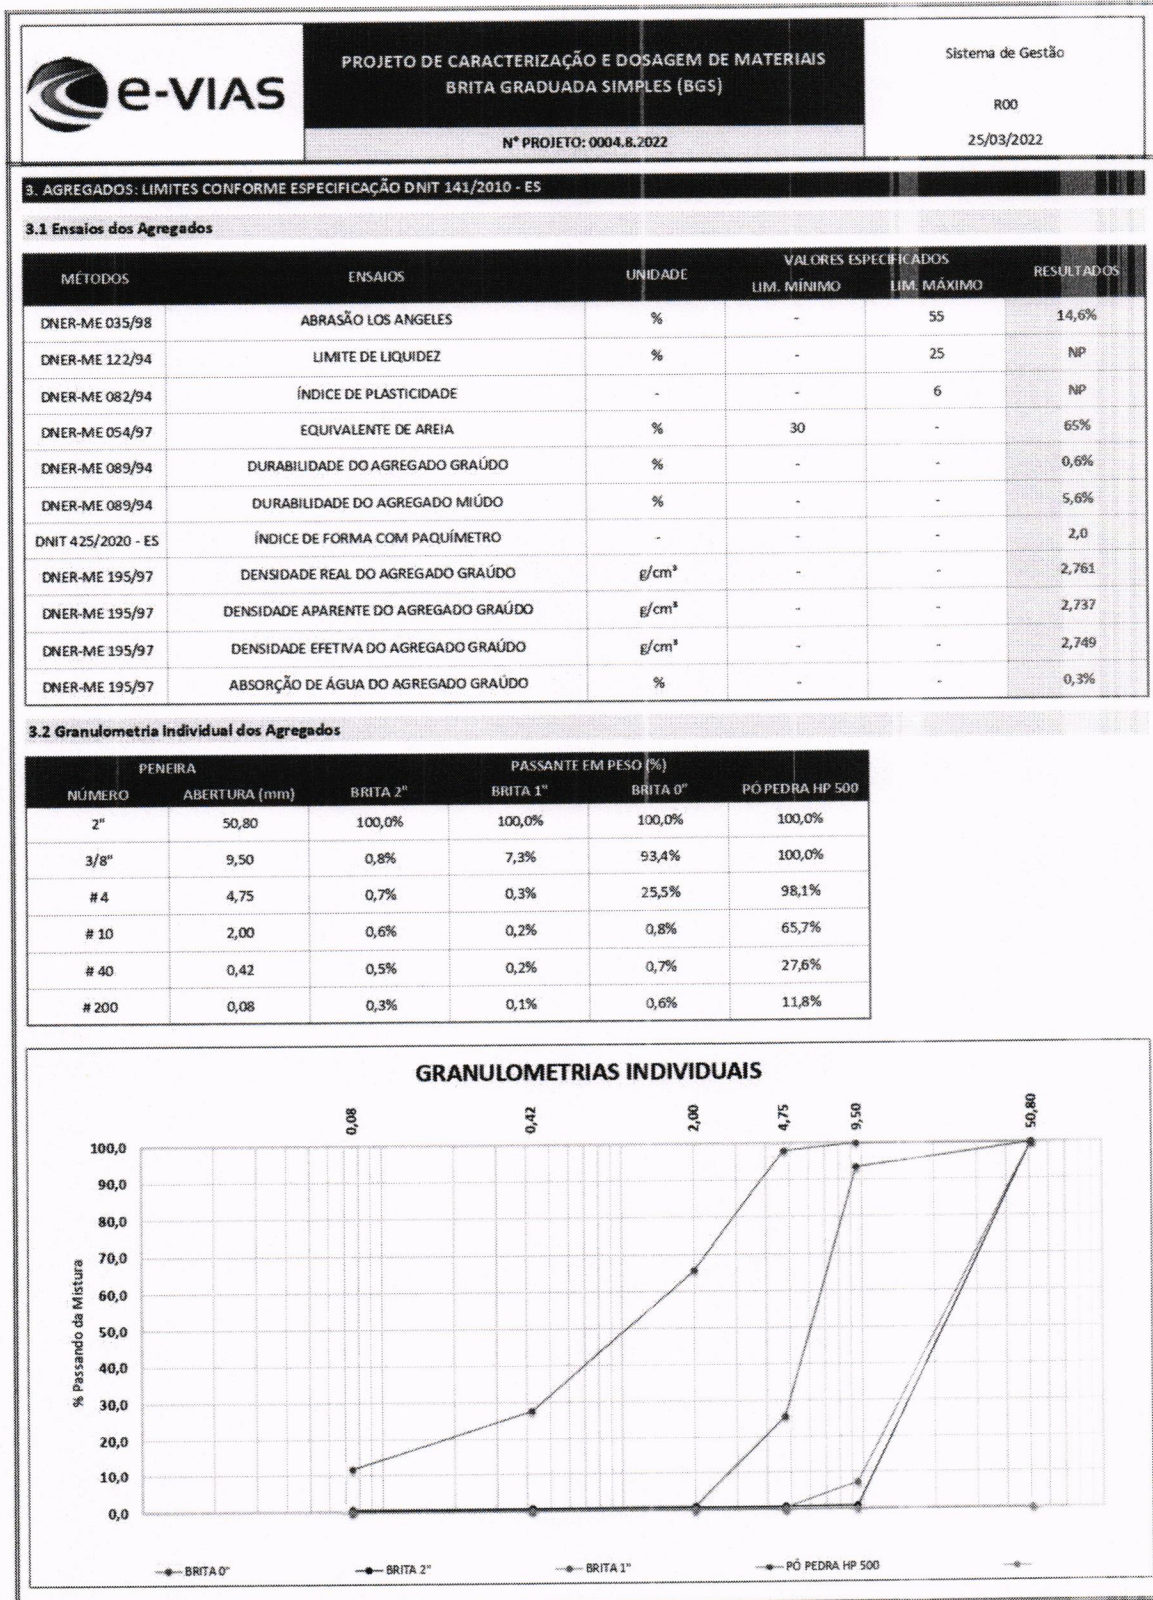 e-VIAS
PROJETO DE CARACTERIZAÇÃO E DOSAGEM DE MATERIAIS
BRITA GRADUADA SIMPLES (BGS)
N° PROJETO: 0004.8.2022
Sistema de Gestão
R00
25/03/2022
3. AGREGADOS: LIMITES CONFORME ESPECIFICAÇÃO DNIT 141/2010 - ES
3.1 Ensaios dos Agregados
MÉTODOS ENSAIOS UNIDADE VALORES ESPECIFICADOS RESULTADOS
LIM. MÍNIMO LIM. MÁXIMO
DNER-ME 035/98 ABRASÃO LOS ANGELES % - 55 14,6%
DNER-ME 122/94 LIMITE DE LIQUIDEZ % - 25 NP
DNER-ME 082/94 ÍNDICE DE PLASTICIDADE - - 6 NP
DNER-ME 054/97 EQUIVALENTE DE AREIA % 30 - 65%
DNER-ME 089/94 DURABILIDADE DO AGREGADO GRAÚDO % - - 0,6%
DNER-ME 089/94 DURABILIDADE DO AGREGADO MIÚDO % - - 5,6%
DNIT 425/2020 - ES ÍNDICE DE FORMA COM PAQUÍMETRO - - - 2,0
DNER-ME 195/97 DENSIDADE REAL DO AGREGADO GRAÚDO g/cm³ - - 2,761
DNER-ME 195/97 DENSIDADE APARENTE DO AGREGADO GRAÚDO g/cm³ - - 2,737
DNER-ME 195/97 DENSIDADE EFETIVA DO AGREGADO GRAÚDO g/cm³ - - 2,749
DNER-ME 195/97 ABSORÇÃO DE ÁGUA DO AGREGADO GRAÚDO % - - 0,3%
3.2 Granulometria Individual dos Agregados
PENEIRA PASSANTE EM PESO (%)
NÚMERO ABERTURA (mm) BRITA 2" BRITA 1" BRITA 0" PÓ PEDRA HP 500
2" 50,80 100,0% 100,0% 100,0% 100,0%
3/8" 9,50 0,8% 7,3% 93,4% 100,0%
# 4 4,75 0,7% 0,3% 25,5% 98,1%
# 10 2,00 0,6% 0,2% 0,8% 65,7%
# 40 0,42 0,5% 0,2% 0,7% 27,6%
# 200 0,08 0,3% 0,1% 0,6% 11,8%
GRANULOMETRIAS INDIVIDUAIS
0,08 0,42 2,00 4,75 9,50 50,80
% Passando da Mistura
100,0
90,0
80,0
70,0
60,0
50,0
40,0
30,0
20,0
10,0
0,0
BRITA 0" BRITA 2" BRITA 1" PÓ PEDRA HP 500